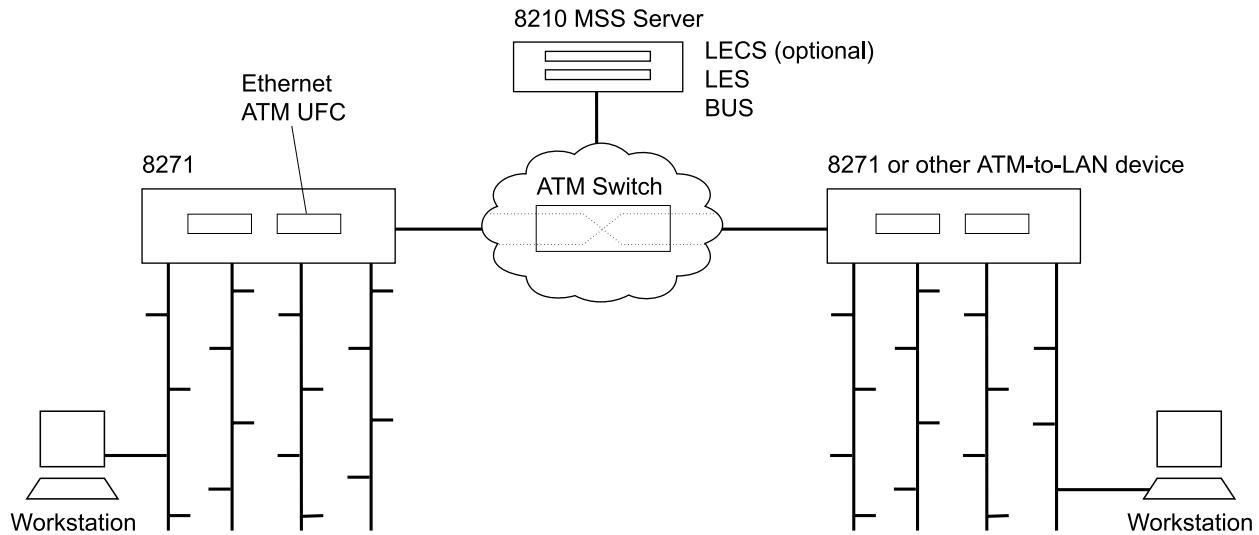 8210 MSS Server
LECS (optional)
LES
BUS
Ethernet
ATM UFC
8271
ATM Switch
8271 or other ATM-to-LAN device
Workstation
Workstation